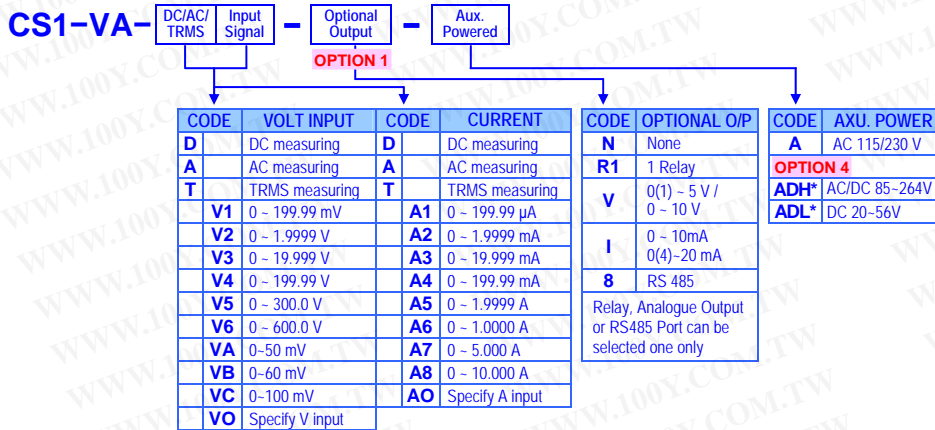 CS1-VA- DC/AC/ TRMS Input Signal - Optional Output - Aux. Powered
OPTION 1
CODE VOLT INPUT CODE CURRENT
D DC measuring D DC measuring
A AC measuring A AC measuring
T TRMS measuring T TRMS measuring
V1 0 ~ 199.99 mV A1 0 ~ 199.99 µA
V2 0 ~ 1.9999 V A2 0 ~ 1.9999 mA
V3 0 ~ 19.999 V A3 0 ~ 19.999 mA
V4 0 ~ 199.99 V A4 0 ~ 199.99 mA
V5 0 ~ 300.0 V A5 0 ~ 1.9999 A
V6 0 ~ 600.0 V A6 0 ~ 1.0000 A
VA 0~50 mV A7 0 ~ 5.000 A
VB 0~60 mV A8 0 ~ 10.000 A
VC 0~100 mV AO Specify A input
VO Specify V input
CODE OPTIONAL O/P
N None
R1 1 Relay
V 0(1) ~ 5 V /
0 ~ 10 V
I 0 ~ 10mA
0(4)~20 mA
8 RS 485
Relay, Analogue Output
or RS485 Port can be
selected one only
CODE AXU. POWER
A AC 115/230 V
OPTION 4
ADH* AC/DC 85~264V
ADL* DC 20~56V
WWW.100Y.COM.TW